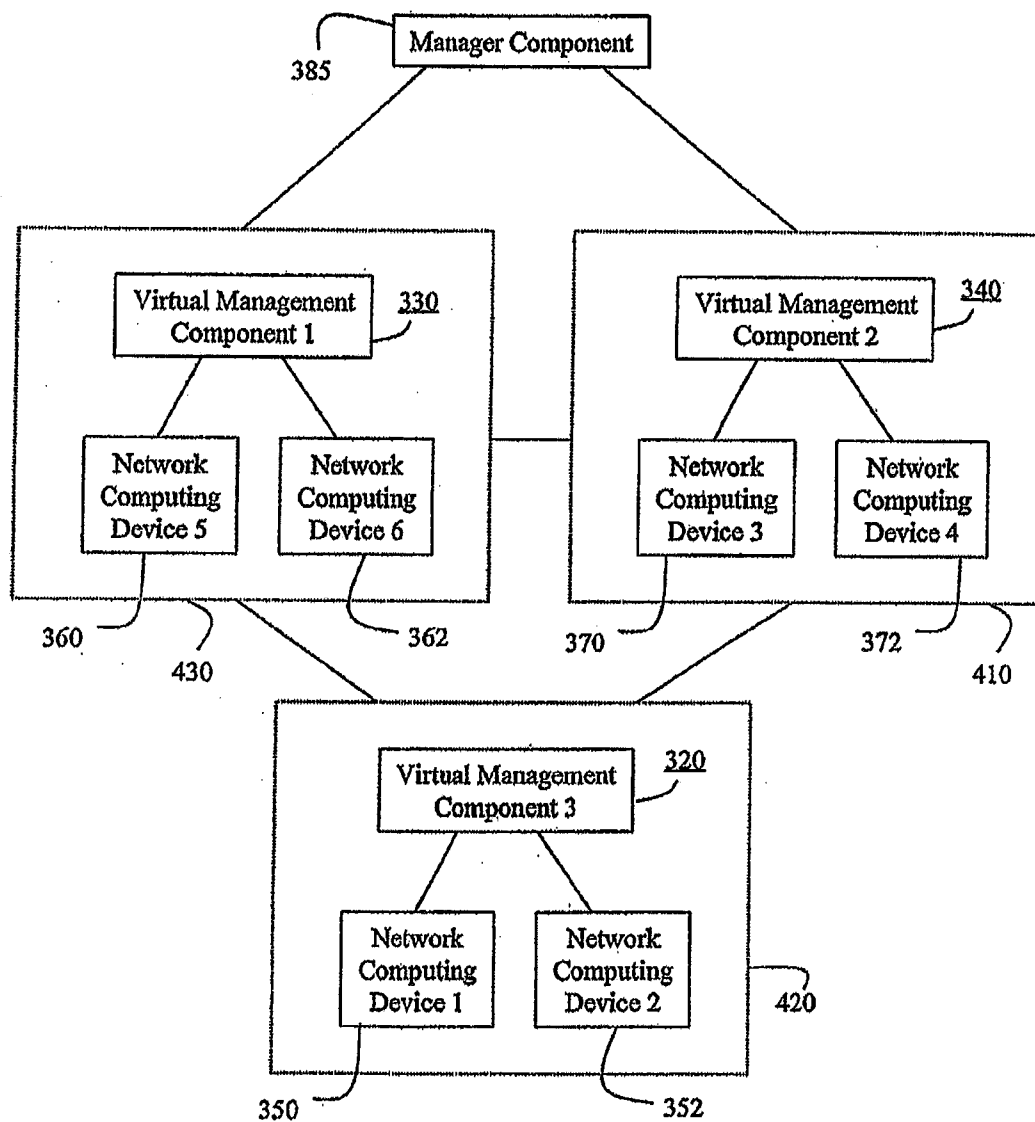 Manager Component
385
Virtual Management
Component 1
330
Network
Computing
Device 5
Network
Computing
Device 6
360
430
362
Virtual Management
Component 2
340
Network
Computing
Device 3
Network
Computing
Device 4
370
372
410
Virtual Management
Component 3
320
Network
Computing
Device 1
Network
Computing
Device 2
420
350
352